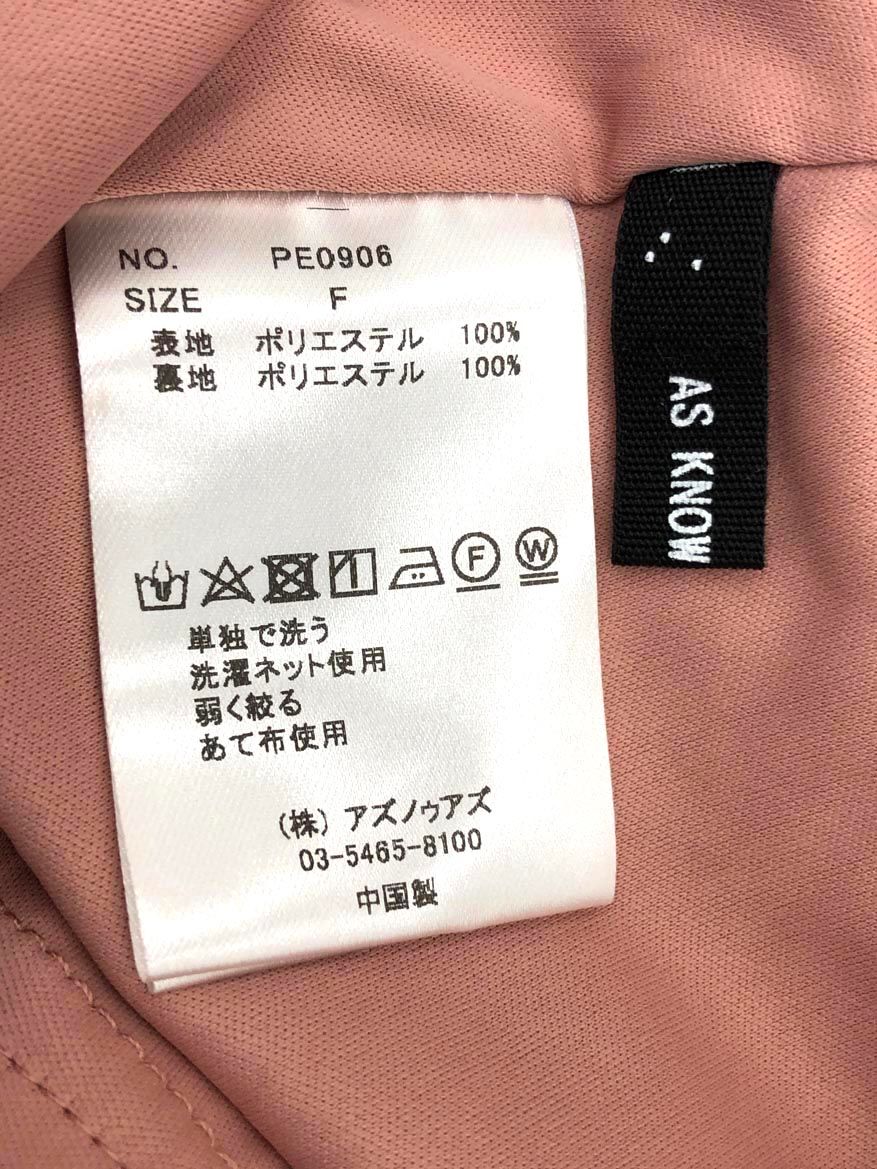 NO. PE0906
SIZE F
表地 ポリエステル 100%
裏地 ポリエステル 100%
F
W
単独で洗う
洗濯ネット使用
弱く絞る
あて布使用
(株) アズノゥアズ
03-5465-8100
中国製
AS KNOW